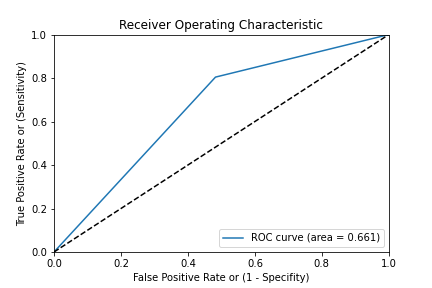 Receiver Operating Characteristic
1.0
0.8
0.6
0.4
0.2
0.0
True Positive Rate or (Sensitivity)
ROC curve (area = 0.661)
0.0 0.2 0.4 0.6 0.8 1.0
False Positive Rate or (1 - Specifity)